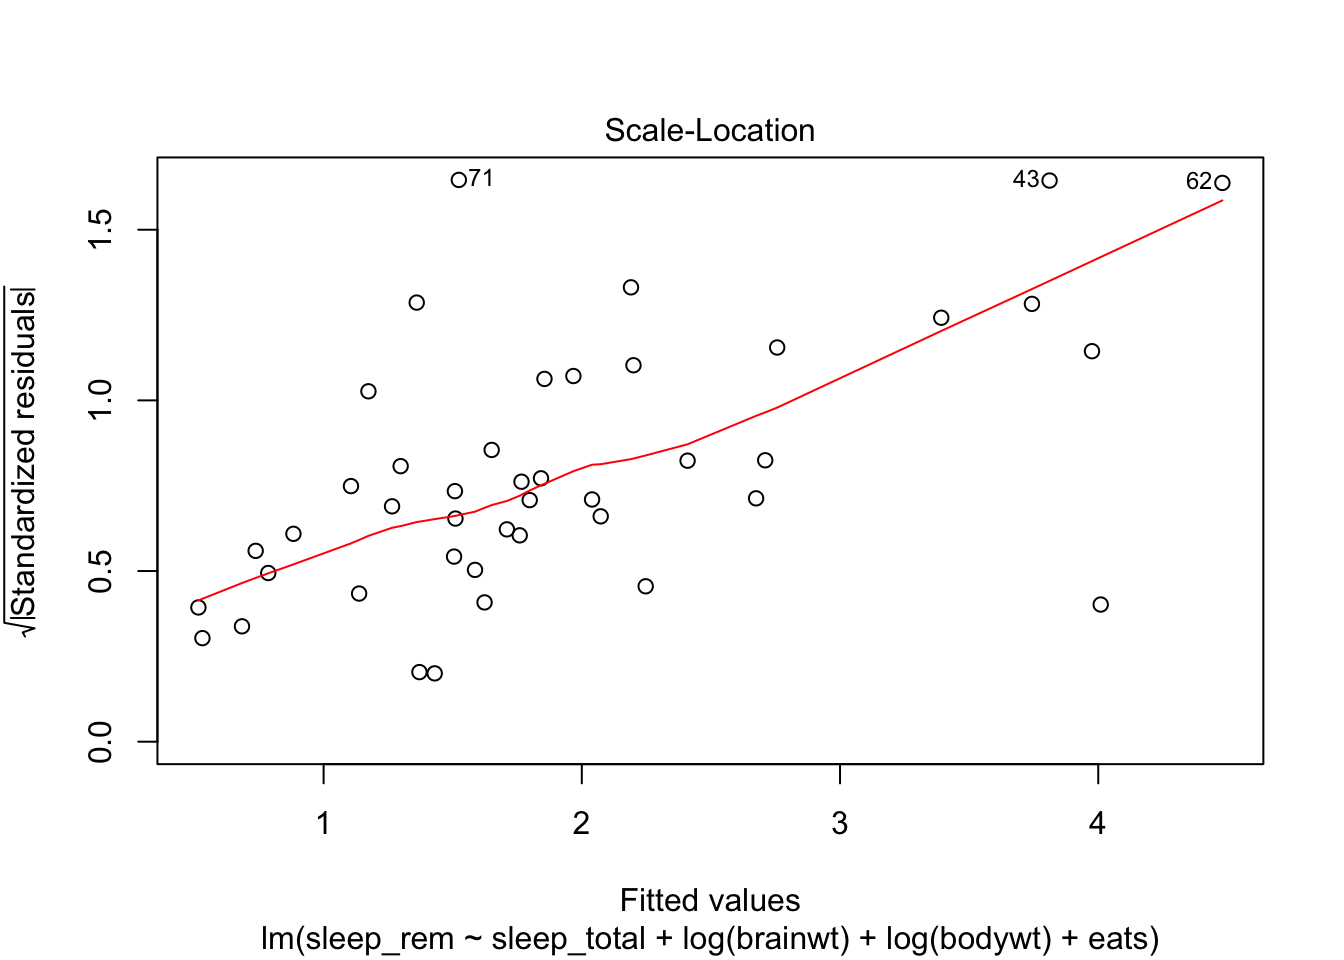 Scale-Location
71
43
62
√|Standardized residuals|
1.5
1.0
0.5
0.0
1 2 3 4
Fitted values
lm(sleep_rem ~ sleep_total + log(brainwt) + log(bodywt) + eats)